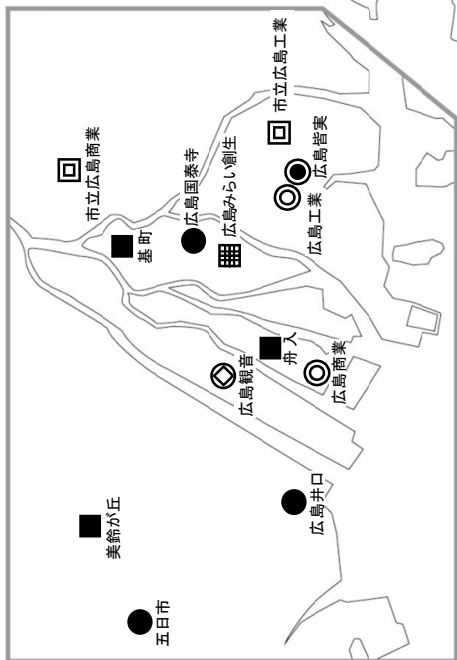 市立広島商業
市立広島工業
基町
広島国泰寺
広島みらい創生
広島皆実
広島工業
広島観音
舟入
広島商業
美鈴が丘
広島井口
五日市